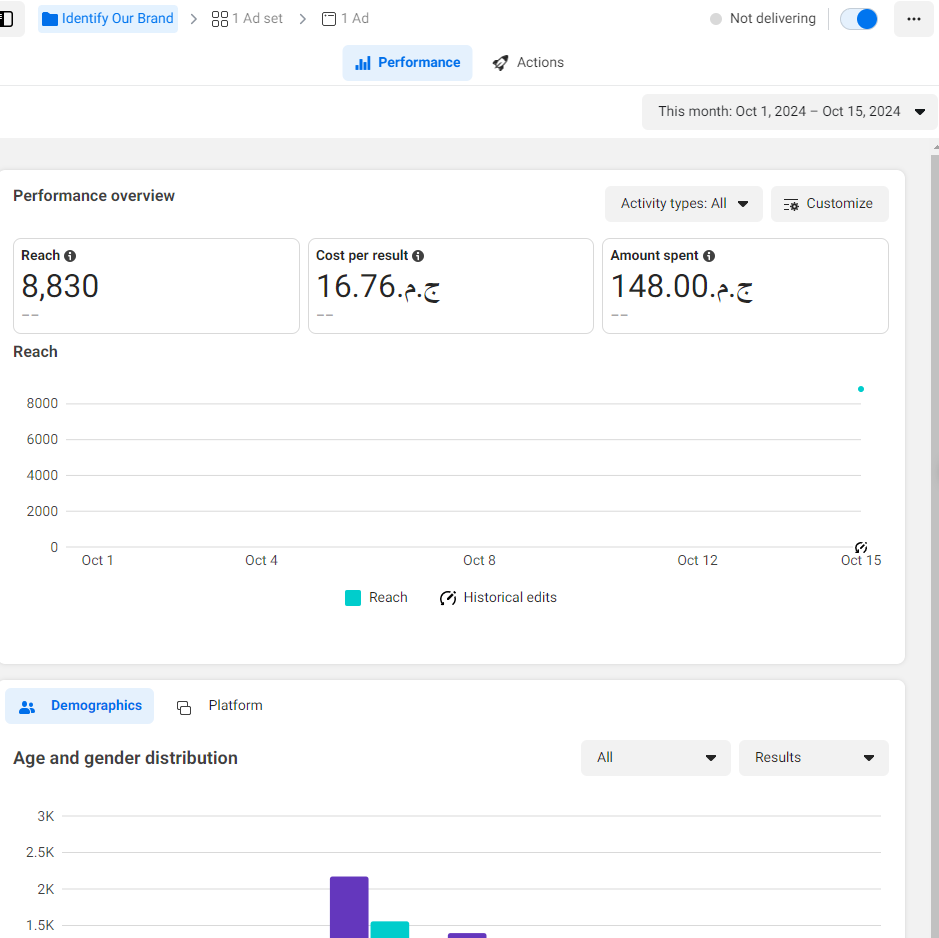 Identify Our Brand > 1 Ad set > 1 Ad Not delivering
Performance Actions
This month: Oct 1, 2024 – Oct 15, 2024
Performance overview
Activity types: All
Customize
Reach
8,830
--
Cost per result
16.76.ج.م
--
Amount spent
148.00.ج.م
--
Reach
8000
6000
4000
2000
0
Oct 1 Oct 4 Oct 8 Oct 12 Oct 15
Reach Historical edits
Demographics Platform
Age and gender distribution
All
Results
3K
2.5K
2K
1.5K